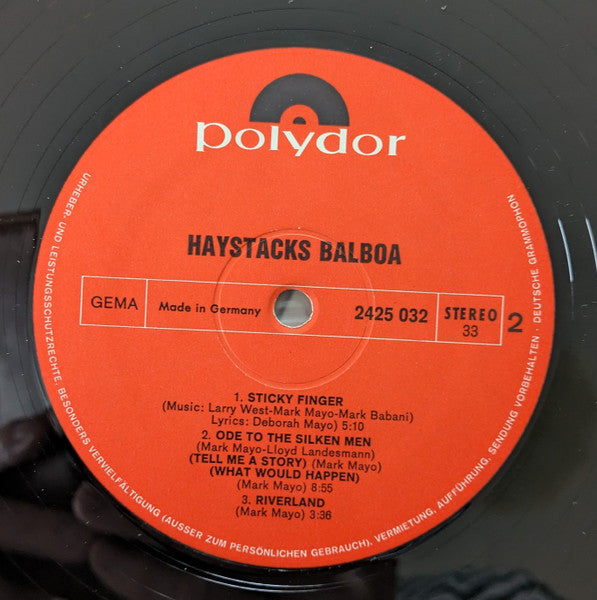 polydor
HAYSTACKS BALBOA
GEMA
Made in Germany
2425 032
STEREO
33
2
1. STICKY FINGER
(Music: Larry West-Mark Mayo-Mark Babani)
Lyrics: Deborah Mayo) 5:10
2. ODE TO THE SILKEN MEN
(Mark Mayo-Lloyd Landesmann)
(TELL ME A STORY) (Mark Mayo)
(WHAT WOULD HAPPEN)
(Mark Mayo) 8:55
3. RIVERLAND
(Mark Mayo) 3:36
URHEBER- UND LEISTUNGSSCHUTZRECHTE, BESONDERS VERVIELFÄLTIGUNG (AUSSER ZUM PERSÖNLICHEN GEBRAUCH), VERMIETUNG, AUFFÜHRUNG, SENDUNG VORBEHALTEN · DEUTSCHE GRAMMOPHON